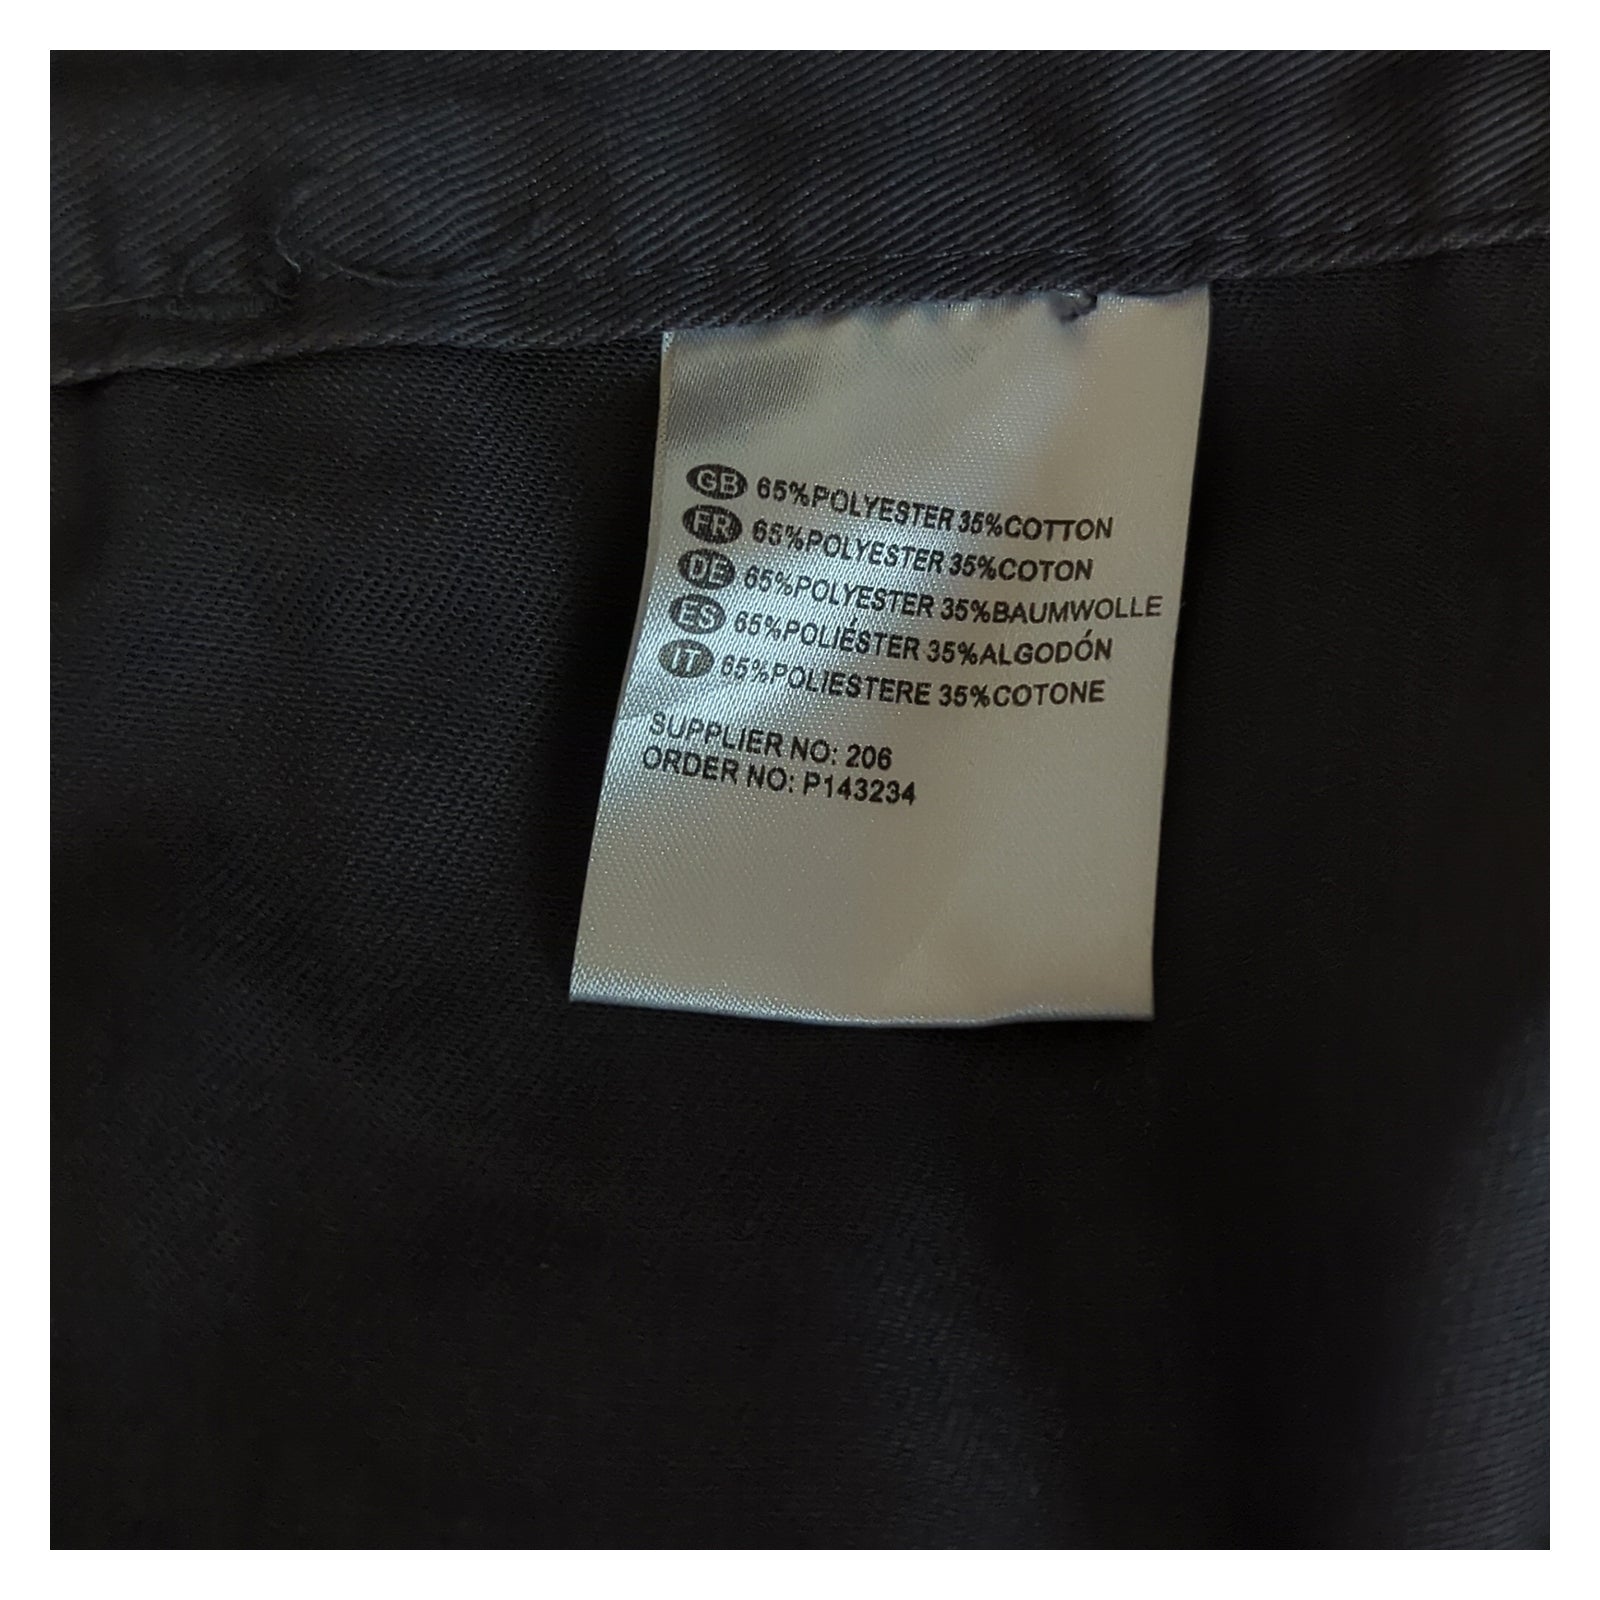 GB 65%POLYESTER 35%COTTON
FR 65%POLYESTER 35%COTON
DE 65%POLYESTER 35%BAUMWOLLE
ES 65%POLIÉSTER 35%ALGODÓN
IT 65%POLIESTERE 35%COTONE
SUPPLIER NO: 206
ORDER NO: P143234